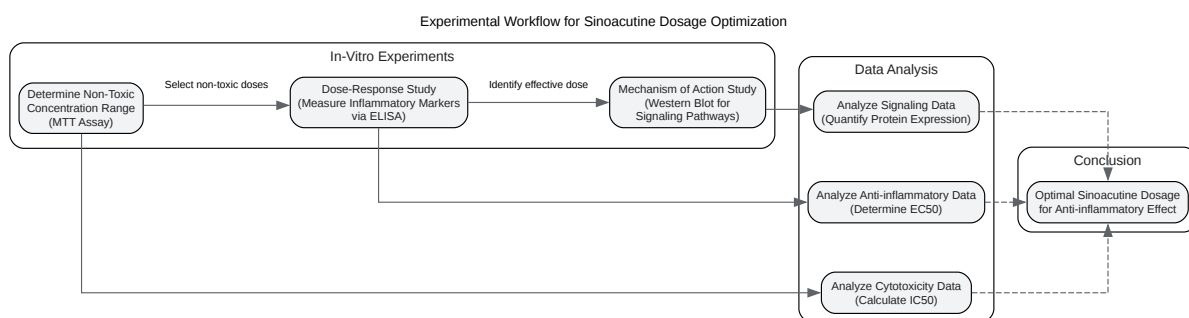 Experimental Workflow for Sinoacutine Dosage Optimization
In-Vitro Experiments
Determine Non-Toxic
Concentration Range
(MTT Assay)
Select non-toxic doses
Dose-Response Study
(Measure Inflammatory Markers
via ELISA)
Identify effective dose
Mechanism of Action Study
(Western Blot for
Signaling Pathways)
Data Analysis
Analyze Signaling Data
(Quantify Protein Expression)
Analyze Anti-inflammatory Data
(Determine EC50)
Analyze Cytotoxicity Data
(Calculate IC50)
Conclusion
Optimal Sinoacutine Dosage
for Anti-inflammatory Effect